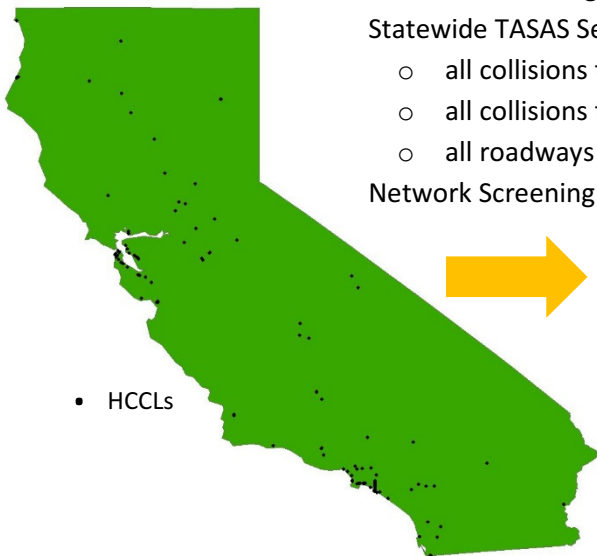 Statewide TASAS Se
o all collisions
o all collisions
o all roadways
Network Screening
• HCCLs